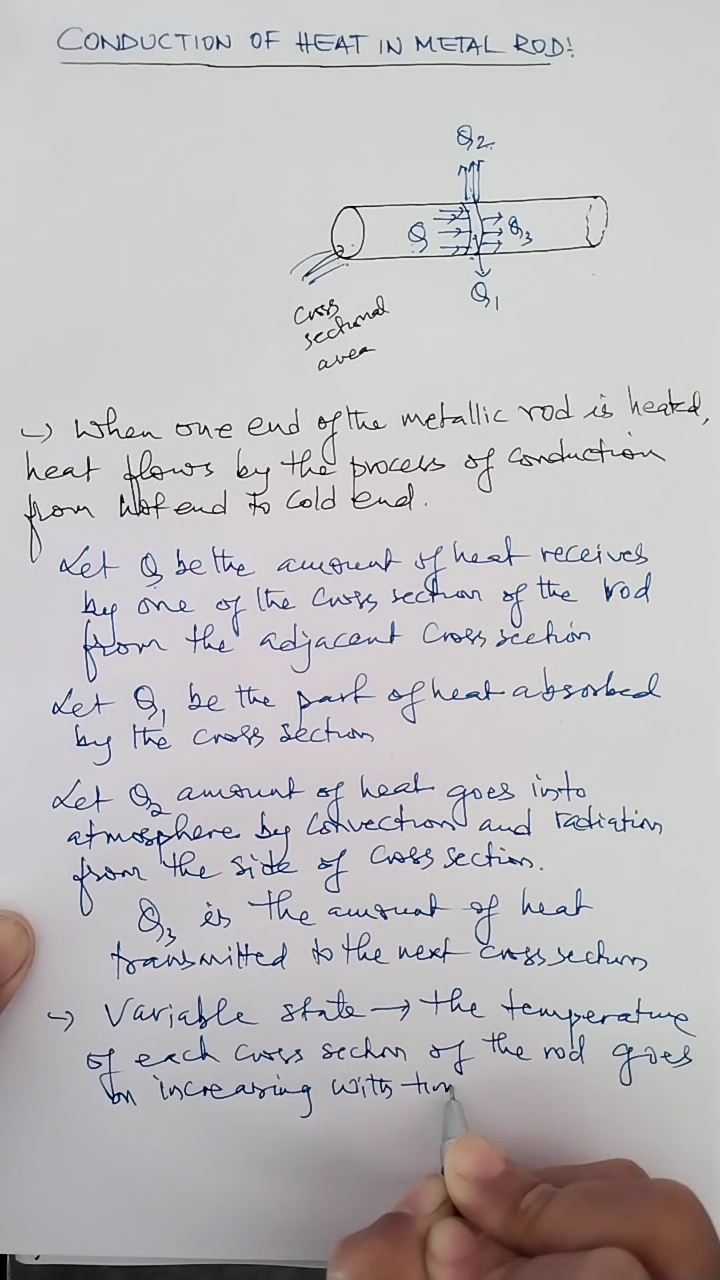 CONDUCTION OF HEAT IN METAL ROD!
Q2
Q
Q3
Q1
Cross
sectional
area
→ When one end of the metallic rod is heated,
heat flows by the process of conduction
from hot end to cold end.
Let Q be the amount of heat receives
by one of the cross section of the rod
from the adjacent cross section
Let Q1 be the part of heat absorbed
by the cross section
Let Q2 amount of heat goes into
atmosphere by convection and radiation
from the side of cross section.
Q3 is the amount of heat
transmitted to the next cross section
→ Variable state → the temperature
of each cross section of the rod goes
on increasing with tim